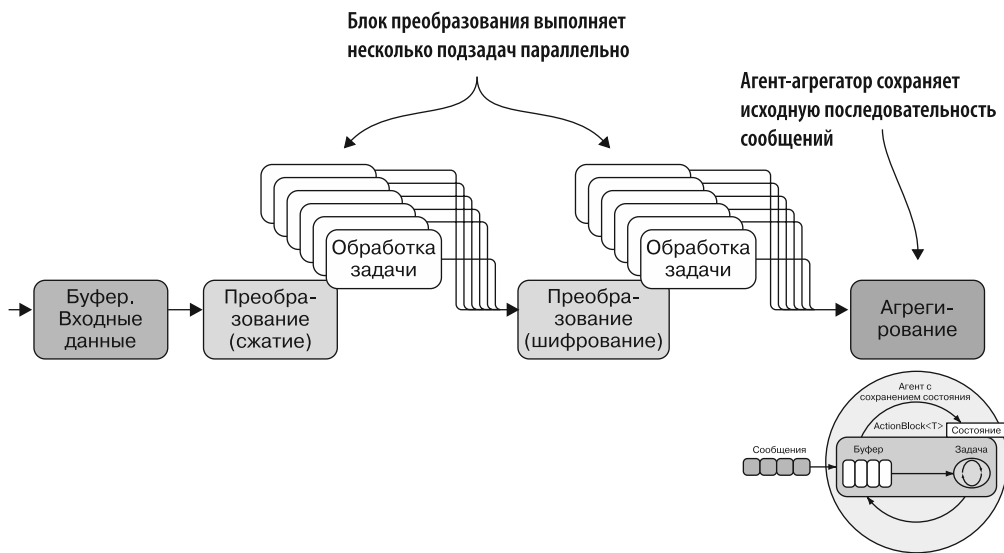 Блок преобразования выполняет
несколько подзадач параллельно
Агент-агрегатор сохраняет
исходную последовательность
сообщений
Обработка
задачи
Обработка
задачи
Буфер.
Входные
данные
Преобра-
зование
(сжатие)
Преобра-
зование
(шифрование)
Агреги-
рование
Агент с
сохранением состояния
ActionBlock<T>
Состояние
Сообщения
Буфер
Задача